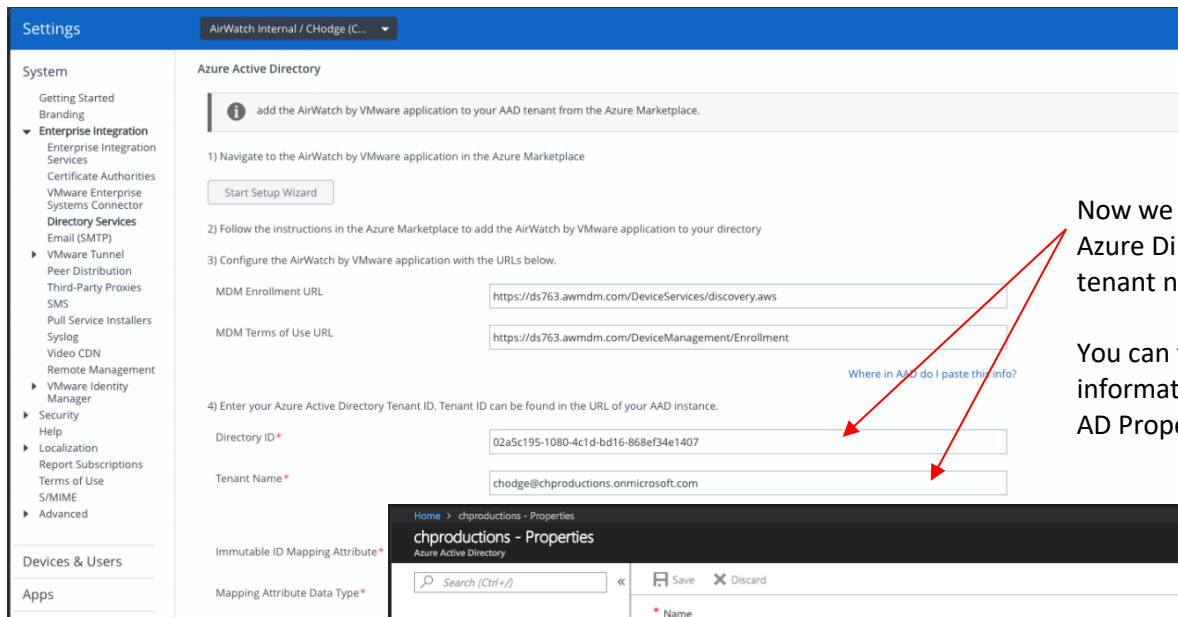 Settings
AirWatch Internal / CHodge (C...
System
Getting Started
Branding
Enterprise Integration
Enterprise Integration
Services
Certificate Authorities
VMware Enterprise
Systems Connector
Directory Services
Email (SMTP)
VMware Tunnel
Peer Distribution
Third-Party Proxies
SMS
Pull Service Installers
Syslog
Video CDN
Remote Management
VMware Identity
Manager
Security
Help
Localization
Report Subscriptions
Terms of Use
S/MIME
Advanced
Devices & Users
Apps
Azure Active Directory
add the AirWatch by VMware application to your AAD tenant from the Azure Marketplace.
1) Navigate to the AirWatch by VMware application in the Azure Marketplace
Start Setup Wizard
2) Follow the instructions in the Azure Marketplace to add the AirWatch by VMware application to your directory
3) Configure the AirWatch by VMware application with the URLs below.
MDM Enrollment URL
https://ds763.awmdm.com/DeviceServices/discovery.aws
MDM Terms of Use URL
https://ds763.awmdm.com/DeviceManagement/Enrollment
Where in AAD do I paste this info?
4) Enter your Azure Active Directory Tenant ID. Tenant ID can be found in the URL of your AAD instance.
Directory ID*
02a5c195-1080-4c1d-bd16-868ef34e1407
Tenant Name*
chodge@chproductions.onmicrosoft.com
Immutable ID Mapping Attribute*
Mapping Attribute Data Type*
Home > chproductions - Properties
chproductions - Properties
Azure Active Directory
Search (Ctrl+/)
«
Save
Discard
* Name
Now we
Azure Di
tenant n
You can
informat
AD Prop